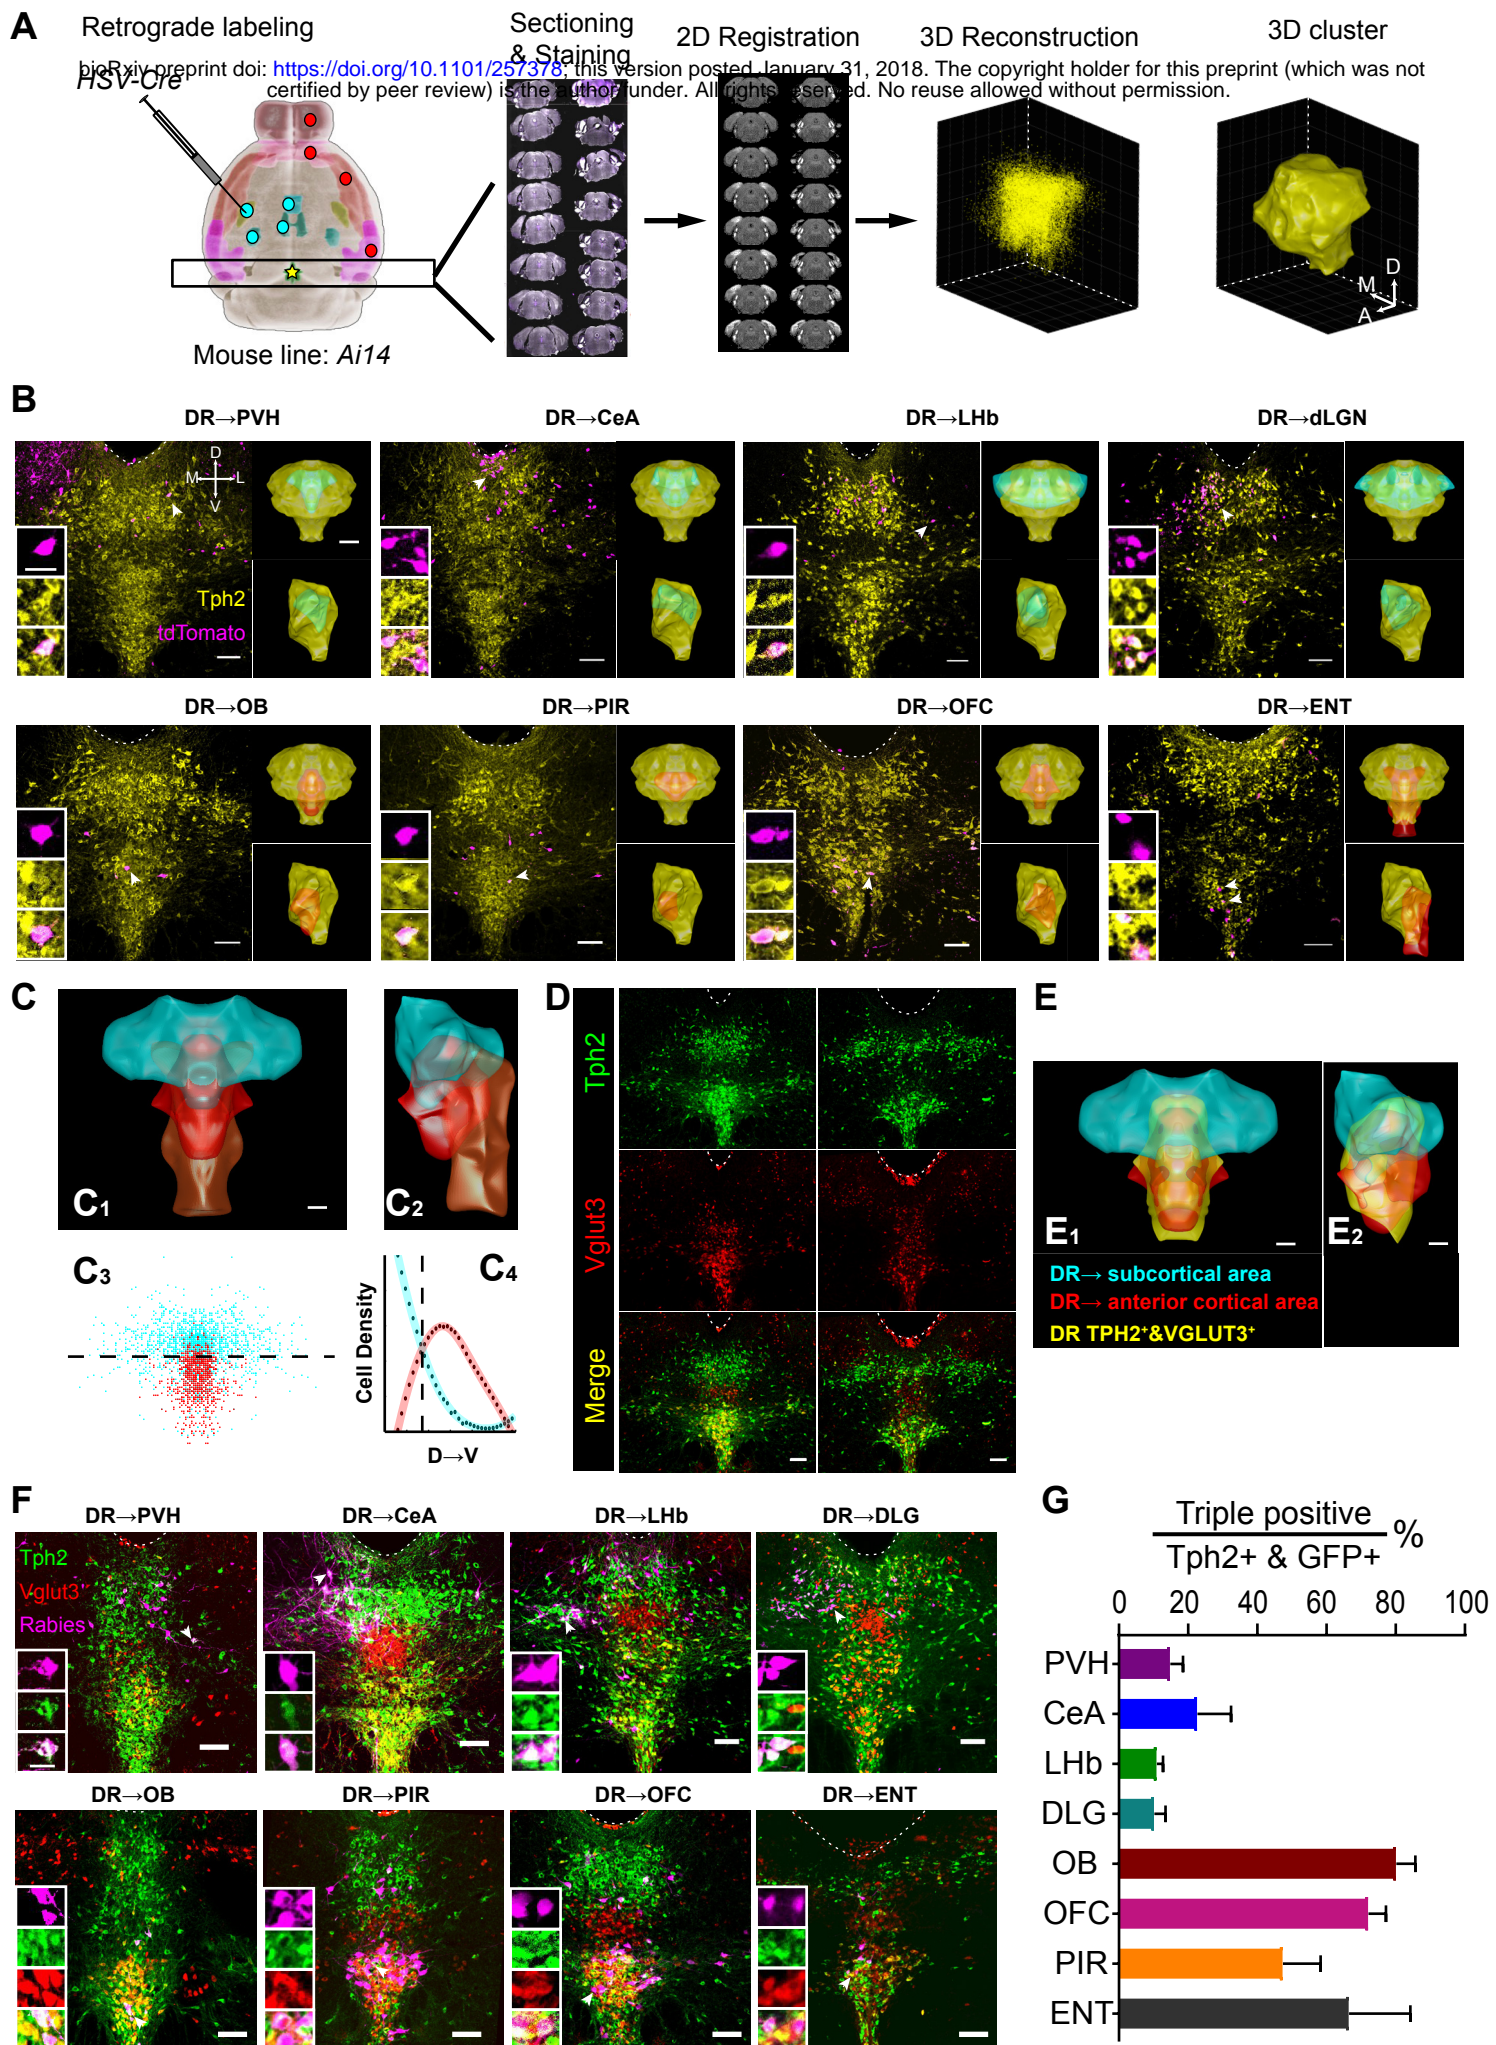 A
Retrograde labeling
Sectioning
& Staining
2D Registration
3D Reconstruction
3D cluster
bioRxiv preprint doi: https://doi.org/10.1101/257378; this version posted January 31, 2018. The copyright holder for this preprint (which was not
certified by peer review) is the author/funder. All rights reserved. No reuse allowed without permission.
HSV-Cre
D
M
A
Mouse line: Ai14
B
DR→PVH
DR→CeA
DR→LHb
DR→dLGN
D
M
L
V
Tph2
tdTomato
DR→OB
DR→PIR
DR→OFC
DR→ENT
C
C1
C2
C3
C4
Cell Density
D→V
D
Tph2
Vglut3
Merge
E
E1
E2
DR→ subcortical area
DR→ anterior cortical area
DR TPH2+&VGLUT3+
F
DR→PVH
DR→CeA
DR→LHb
DR→DLG
Tph2
Vglut3
Rabies
DR→OB
DR→PIR
DR→OFC
DR→ENT
G
Triple positive
Tph2+ & GFP+
%
0 20 40 60 80 100
PVH
CeA
LHb
DLG
OB
OFC
PIR
ENT